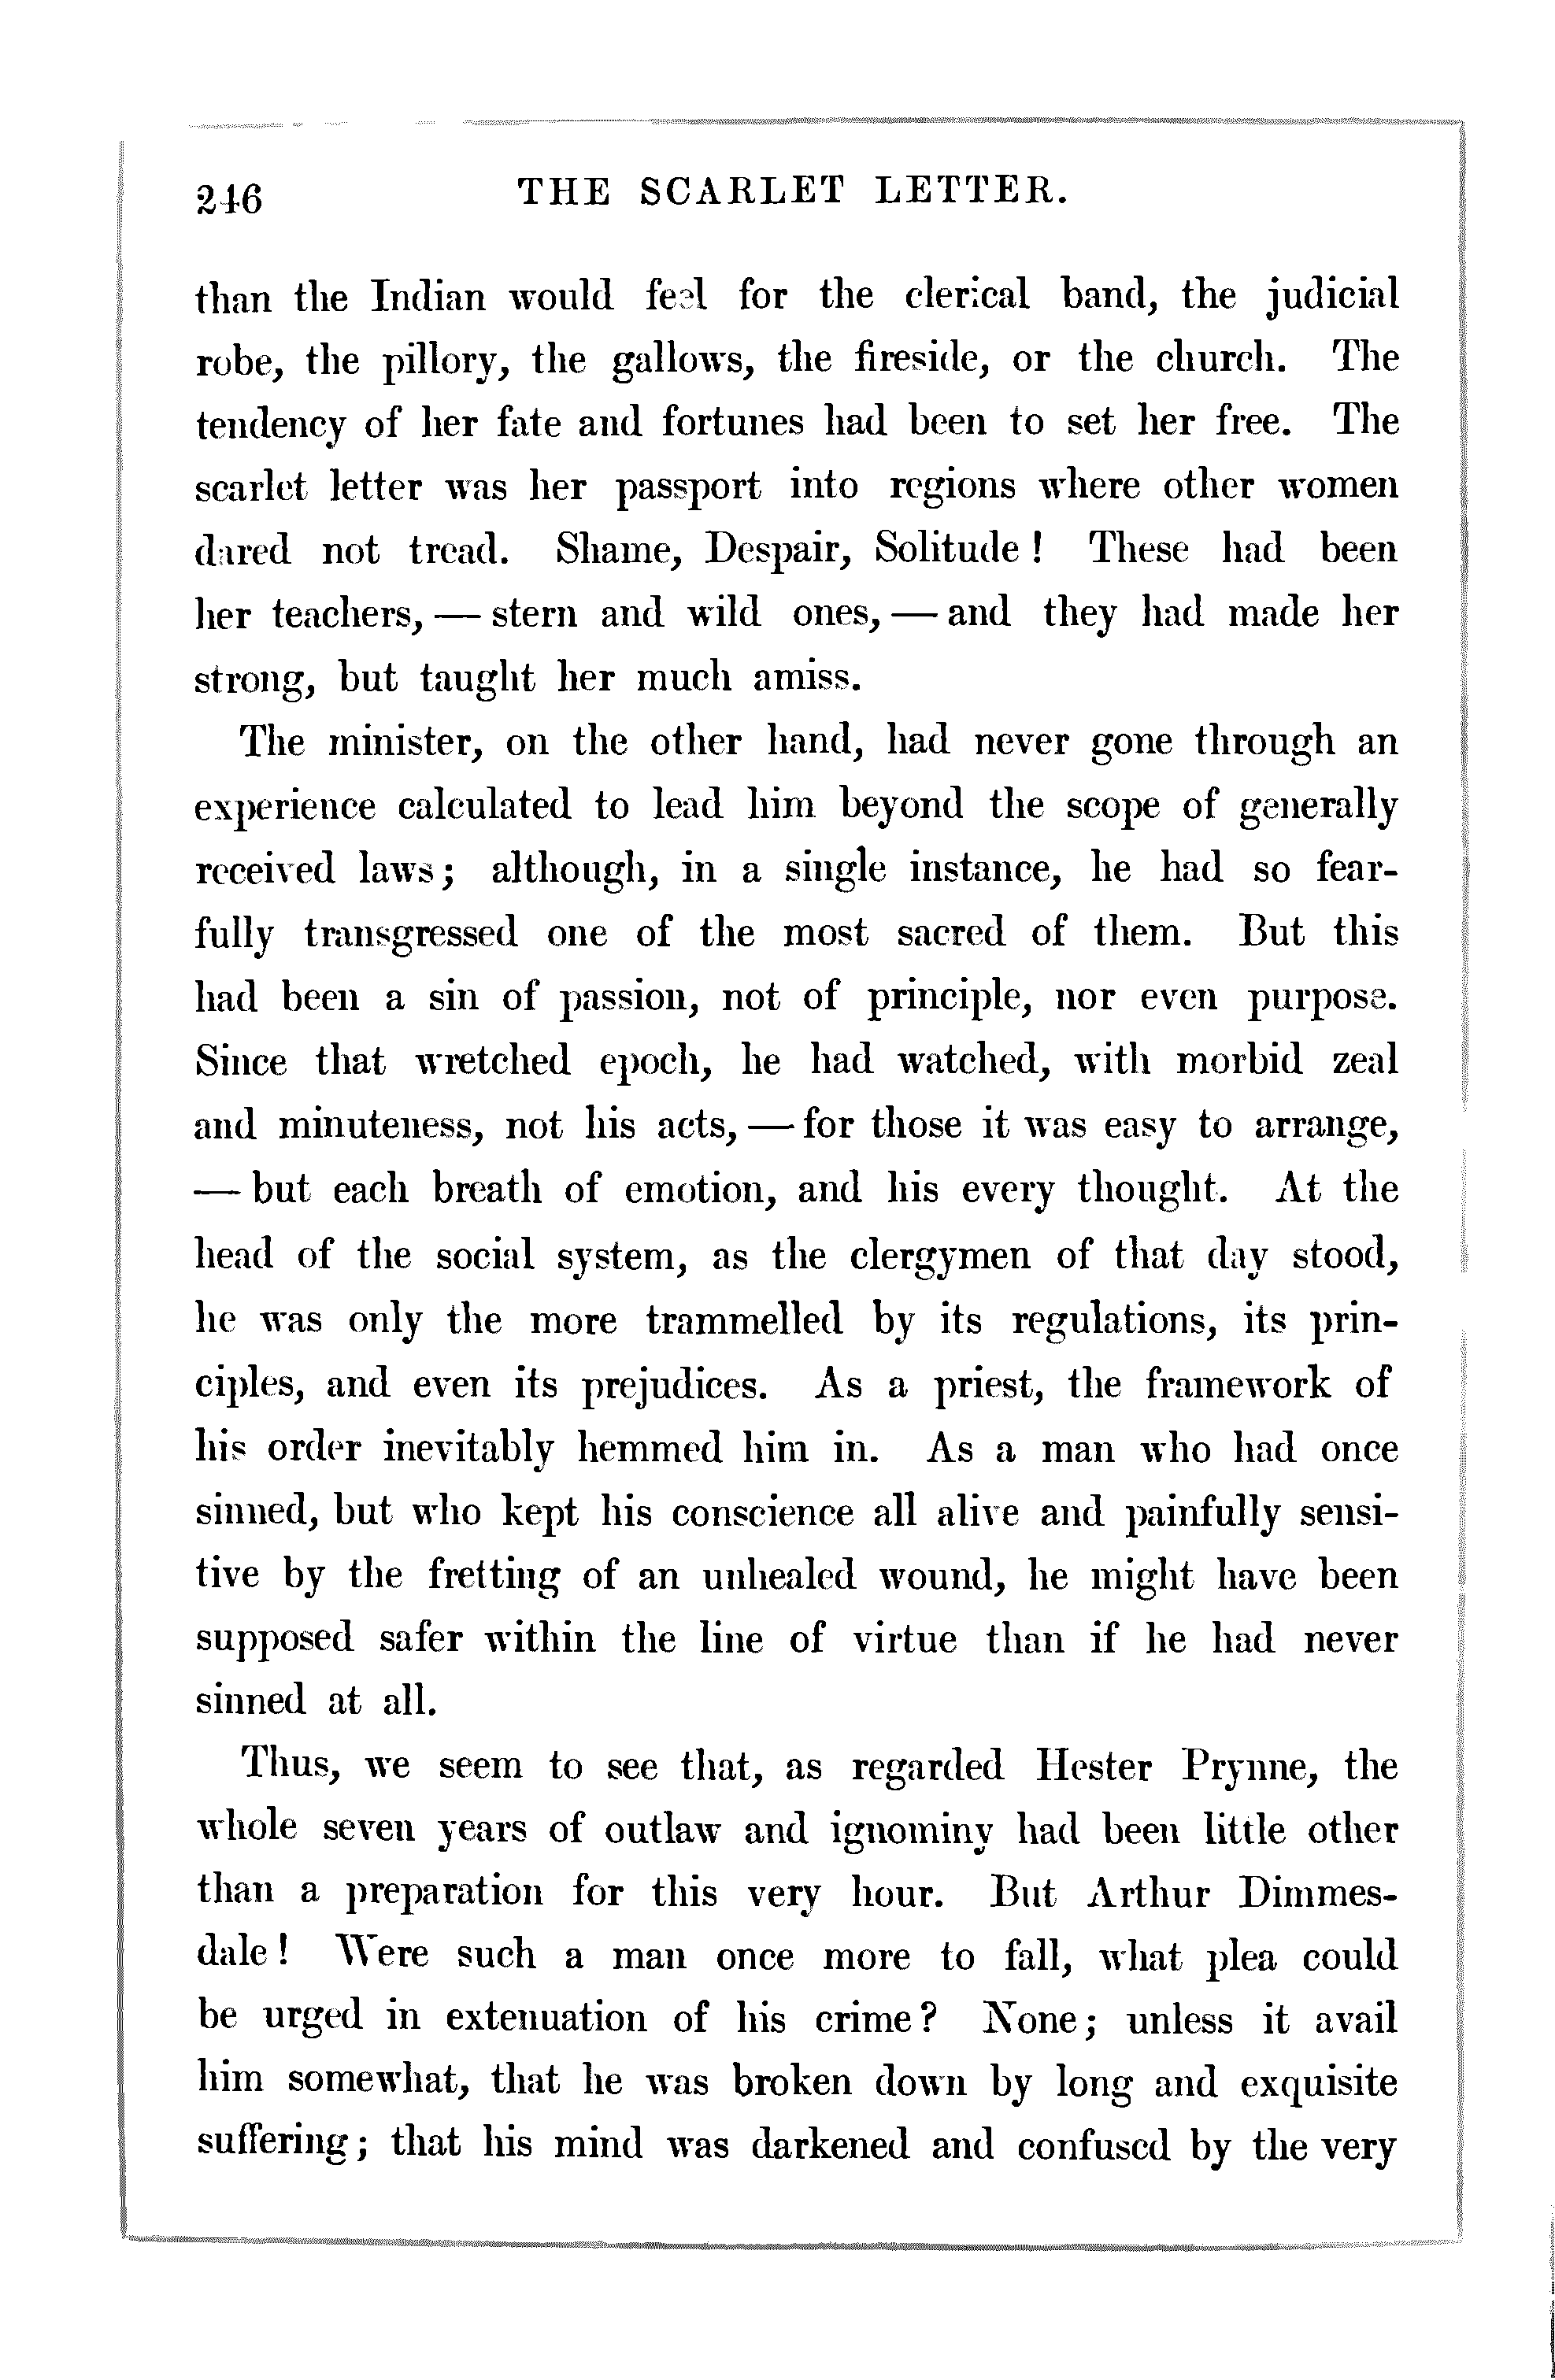 246 THE SCARLET LETTER.
than the Indian would feel for the clerical band, the judicial
robe, the pillory, the gallows, the fireside, or the church. The
tendency of her fate and fortunes had been to set her free. The
scarlet letter was her passport into regions where other women
dared not tread. Shame, Despair, Solitude! These had been
her teachers, — stern and wild ones, — and they had made her
strong, but taught her much amiss.
The minister, on the other hand, had never gone through an
experience calculated to lead him beyond the scope of generally
received laws; although, in a single instance, he had so fear-
fully transgressed one of the most sacred of them. But this
had been a sin of passion, not of principle, nor even purpose.
Since that wretched epoch, he had watched, with morbid zeal
and minuteness, not his acts, — for those it was easy to arrange,
— but each breath of emotion, and his every thought. At the
head of the social system, as the clergymen of that day stood,
he was only the more trammelled by its regulations, its prin-
ciples, and even its prejudices. As a priest, the framework of
his order inevitably hemmed him in. As a man who had once
sinned, but who kept his conscience all alive and painfully sensi-
tive by the fretting of an unhealed wound, he might have been
supposed safer within the line of virtue than if he had never
sinned at all.
Thus, we seem to see that, as regarded Hester Prynne, the
whole seven years of outlaw and ignominy had been little other
than a preparation for this very hour. But Arthur Dimmes-
dale! Were such a man once more to fall, what plea could
be urged in extenuation of his crime? None; unless it avail
him somewhat, that he was broken down by long and exquisite
suffering; that his mind was darkened and confused by the very